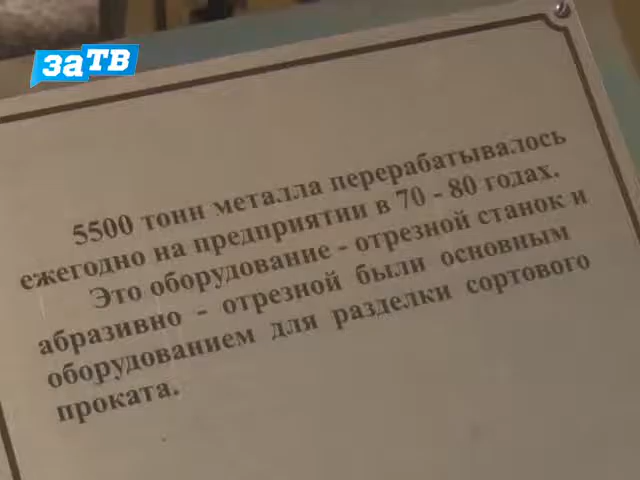 заТВ
5500 тонн металла перерабатывалось
ежегодно на предприятии в 70 - 80 годах.
Это оборудование - отрезной станок и
абразивно - отрезной были основным
оборудованием для разделки сортового
проката.